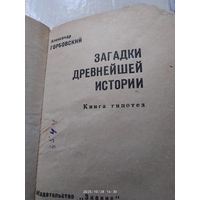 Александр
ГОРБОВСКИЙ
ЗАГАДКИ
ДРЕВНЕЙШЕЙ
ИСТОРИИ
Книга гипотез
Издательство "Знание"